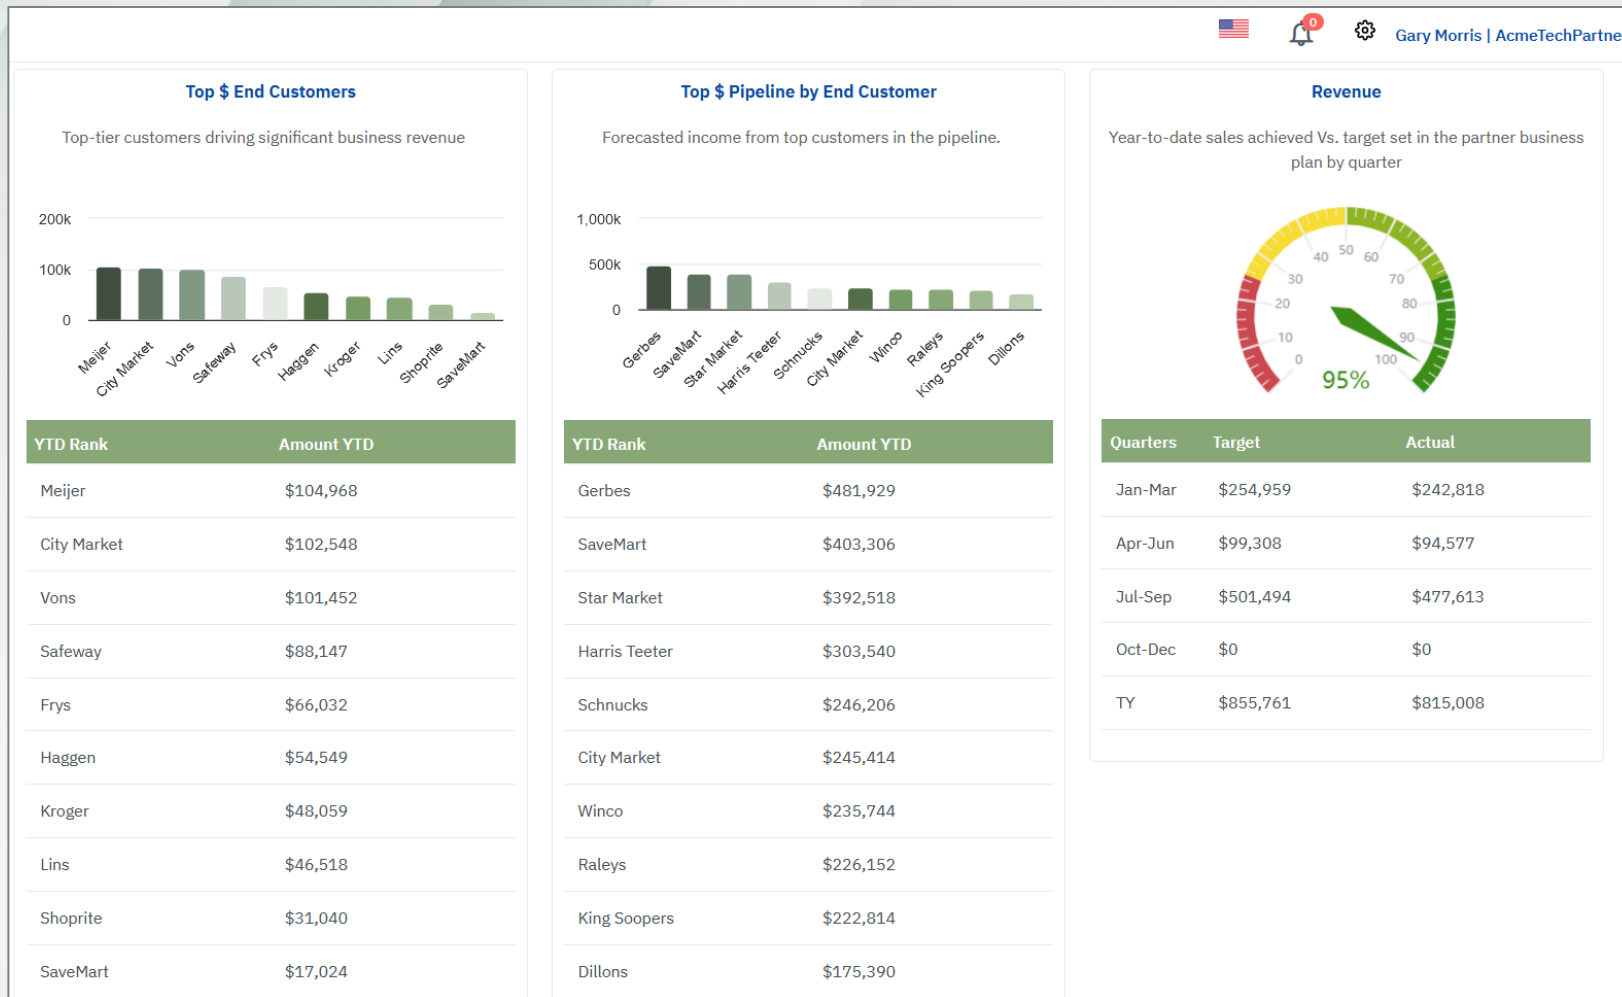 0
Gary Morris | AcmeTechPartne
Top $ End Customers
Top-tier customers driving significant business revenue
200k
100k
0
Meijer
City Market
Vons
Safeway
Frys
Haggen
Kroger
Lins
Shoprite
SaveMart
YTD Rank Amount YTD
Meijer $104,968
City Market $102,548
Vons $101,452
Safeway $88,147
Frys $66,032
Haggen $54,549
Kroger $48,059
Lins $46,518
Shoprite $31,040
SaveMart $17,024
Top $ Pipeline by End Customer
Forecasted income from top customers in the pipeline.
1,000k
500k
0
Gerbes
SaveMart
Star Market
Harris Teeter
Schnucks
City Market
Winco
Raleys
King Soopers
Dillons
YTD Rank Amount YTD
Gerbes $481,929
SaveMart $403,306
Star Market $392,518
Harris Teeter $303,540
Schnucks $246,206
City Market $245,414
Winco $235,744
Raleys $226,152
King Soopers $222,814
Dillons $175,390
Revenue
Year-to-date sales achieved Vs. target set in the partner business
plan by quarter
0
10
20
30
40
50
60
70
80
90
100
95%
Quarters Target Actual
Jan-Mar $254,959 $242,818
Apr-Jun $99,308 $94,577
Jul-Sep $501,494 $477,613
Oct-Dec $0 $0
TY $855,761 $815,008